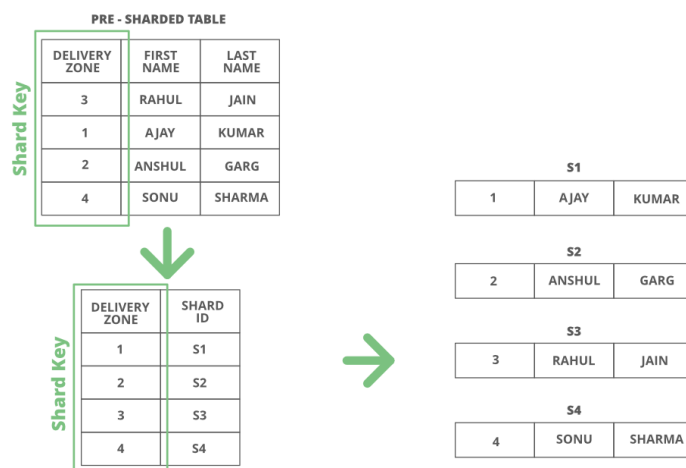 PRE - SHARDED TABLE
Shard Key
DELIVERY ZONE FIRST NAME LAST NAME
3 RAHUL JAIN
1 AJAY KUMAR
2 ANSHUL GARG
4 SONU SHARMA
Shard Key
DELIVERY ZONE SHARD ID
1 S1
2 S2
3 S3
4 S4
S1
1 AJAY KUMAR
S2
2 ANSHUL GARG
S3
3 RAHUL JAIN
S4
4 SONU SHARMA